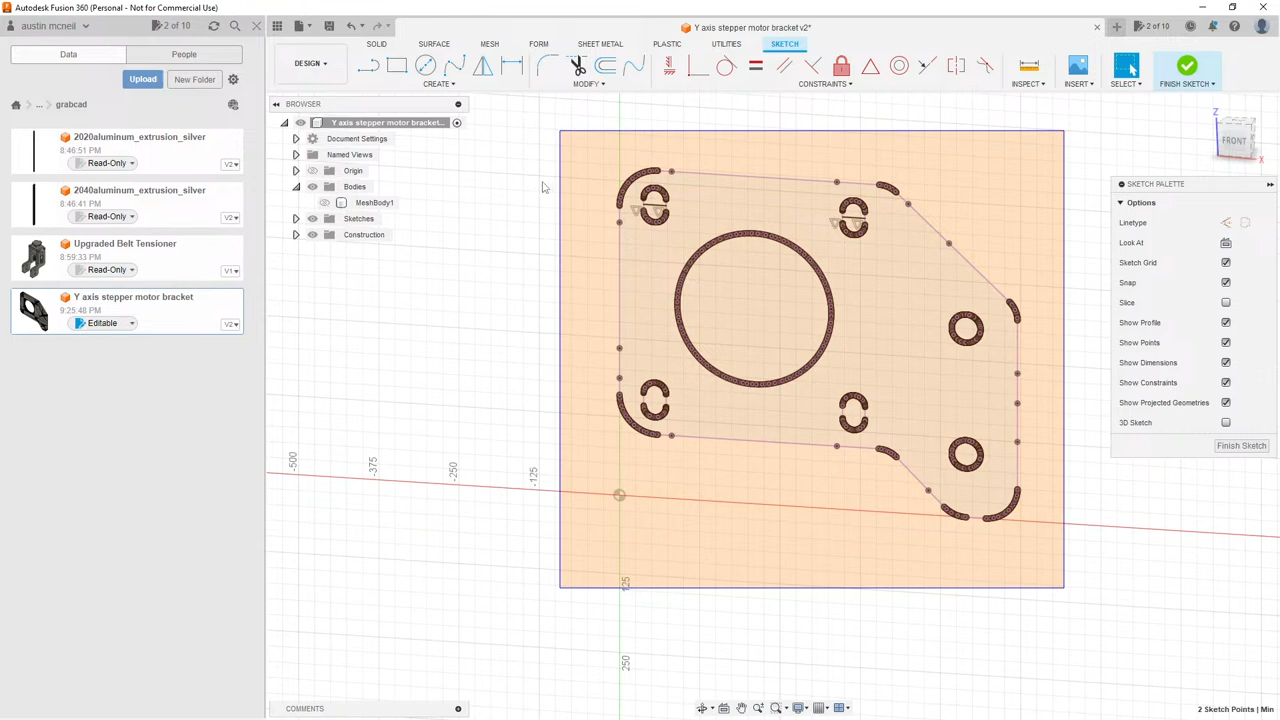 Autodesk Fusion 360 (Personal - Not for Commercial Use)
austin mcneil 2 of 10
Y axis stepper motor bracket v2*
2 of 10
Data People
Upload New Folder
... grabcad
2020aluminum_extrusion_silver
8:46:51 PM
Read-Only V2
2040aluminum_extrusion_silver
8:46:41 PM
Read-Only V2
Upgraded Belt Tensioner
8:59:33 PM
Read-Only V1
Y axis stepper motor bracket
9:25:48 PM
Editable V2
DESIGN
SOLID SURFACE MESH FORM SHEET METAL PLASTIC UTILITIES SKETCH
CREATE MODIFY CONSTRAINTS INSPECT INSERT SELECT FINISH SKETCH
BROWSER
Y axis stepper motor bracket...
Document Settings
Named Views
Origin
Bodies
MeshBody1
Sketches
Construction
-500
-375
-250
-125
125
250
Z
FRONT
X
SKETCH PALETTE
Options
Linetype
Look At
Sketch Grid
Snap
Slice
Show Profile
Show Points
Show Dimensions
Show Constraints
Show Projected Geometries
3D Sketch
Finish Sketch
COMMENTS
2 Sketch Points | Min